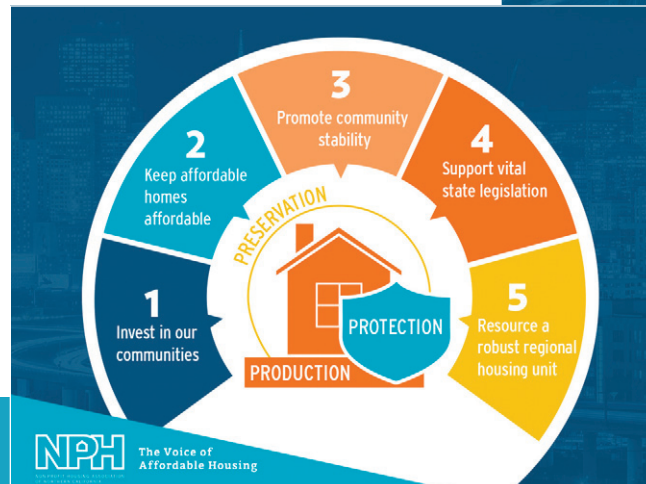 1
Invest in our
communities
2
Keep affordable
homes
affordable
3
Promote community
stability
4
Support vital
state legislation
5
Resource a
robust regional
housing unit
PRESERVATION
PROTECTION
PRODUCTION
NPH
The Voice of
Affordable Housing